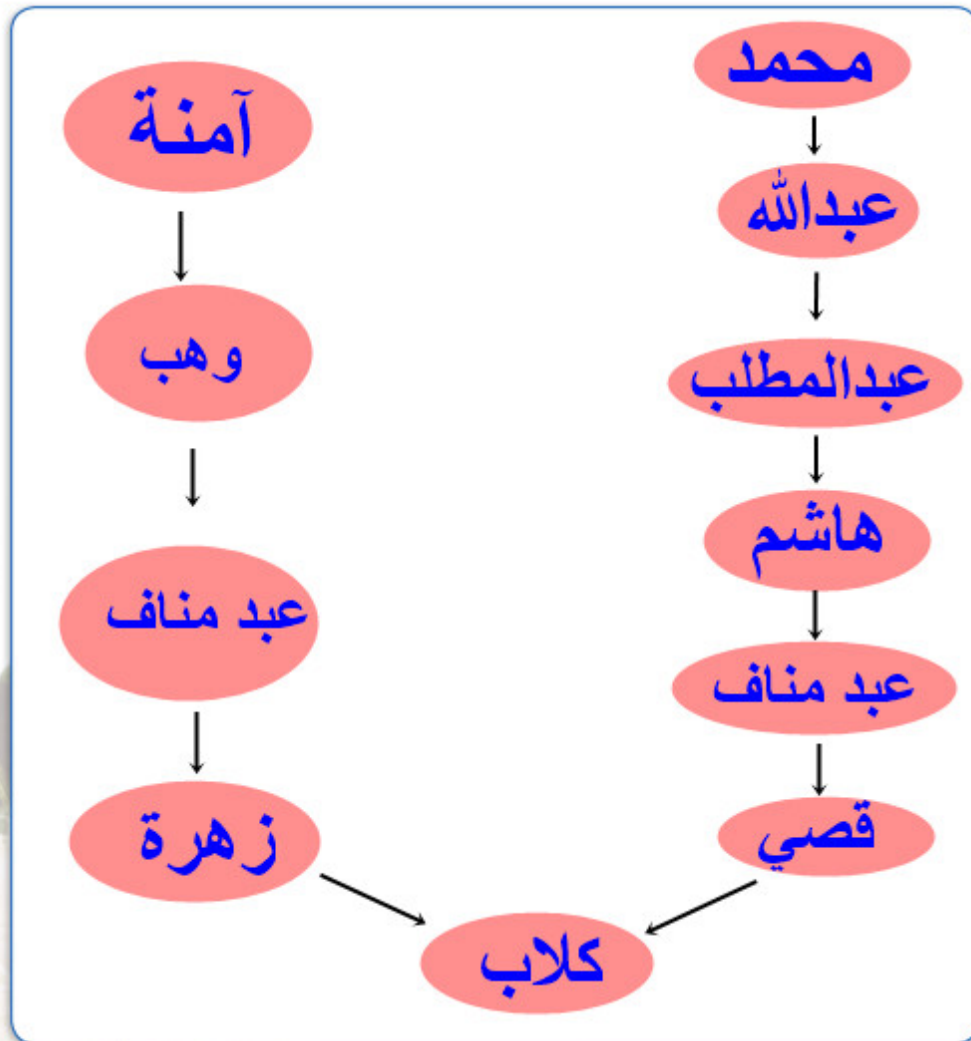 محمد
عبدالله
عبدالمطلب
هاشم
عبد مناف
قصي
آمنة
وهب
عبد مناف
زهرة
كلاب